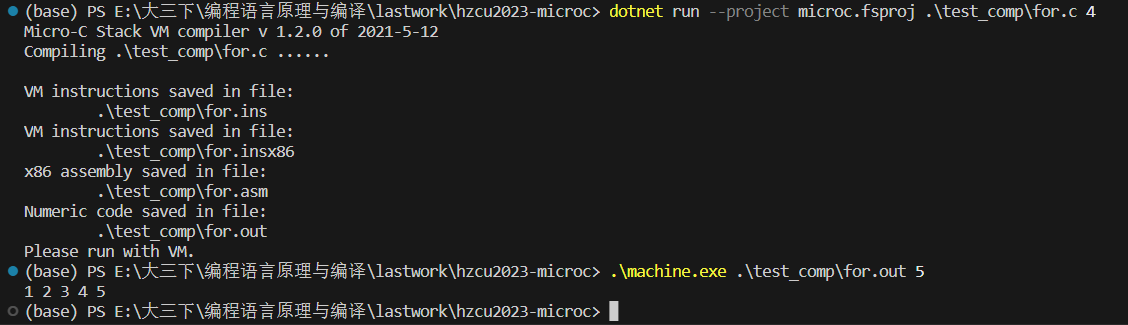 (base) PS E:\大三下\编程语言原理与编译\lastwork\hzcu2023-microc> dotnet run --project microc.fsproj .\test_comp\for.c 4
Micro-C Stack VM compiler v 1.2.0 of 2021-5-12
Compiling .\test_comp\for.c ......
VM instructions saved in file:
.\test_comp\for.ins
VM instructions saved in file:
.\test_comp\for.insx86
x86 assembly saved in file:
.\test_comp\for.asm
Numeric code saved in file:
.\test_comp\for.out
Please run with VM.
(base) PS E:\大三下\编程语言原理与编译\lastwork\hzcu2023-microc> .\machine.exe .\test_comp\for.out 5
1 2 3 4 5
(base) PS E:\大三下\编程语言原理与编译\lastwork\hzcu2023-microc>